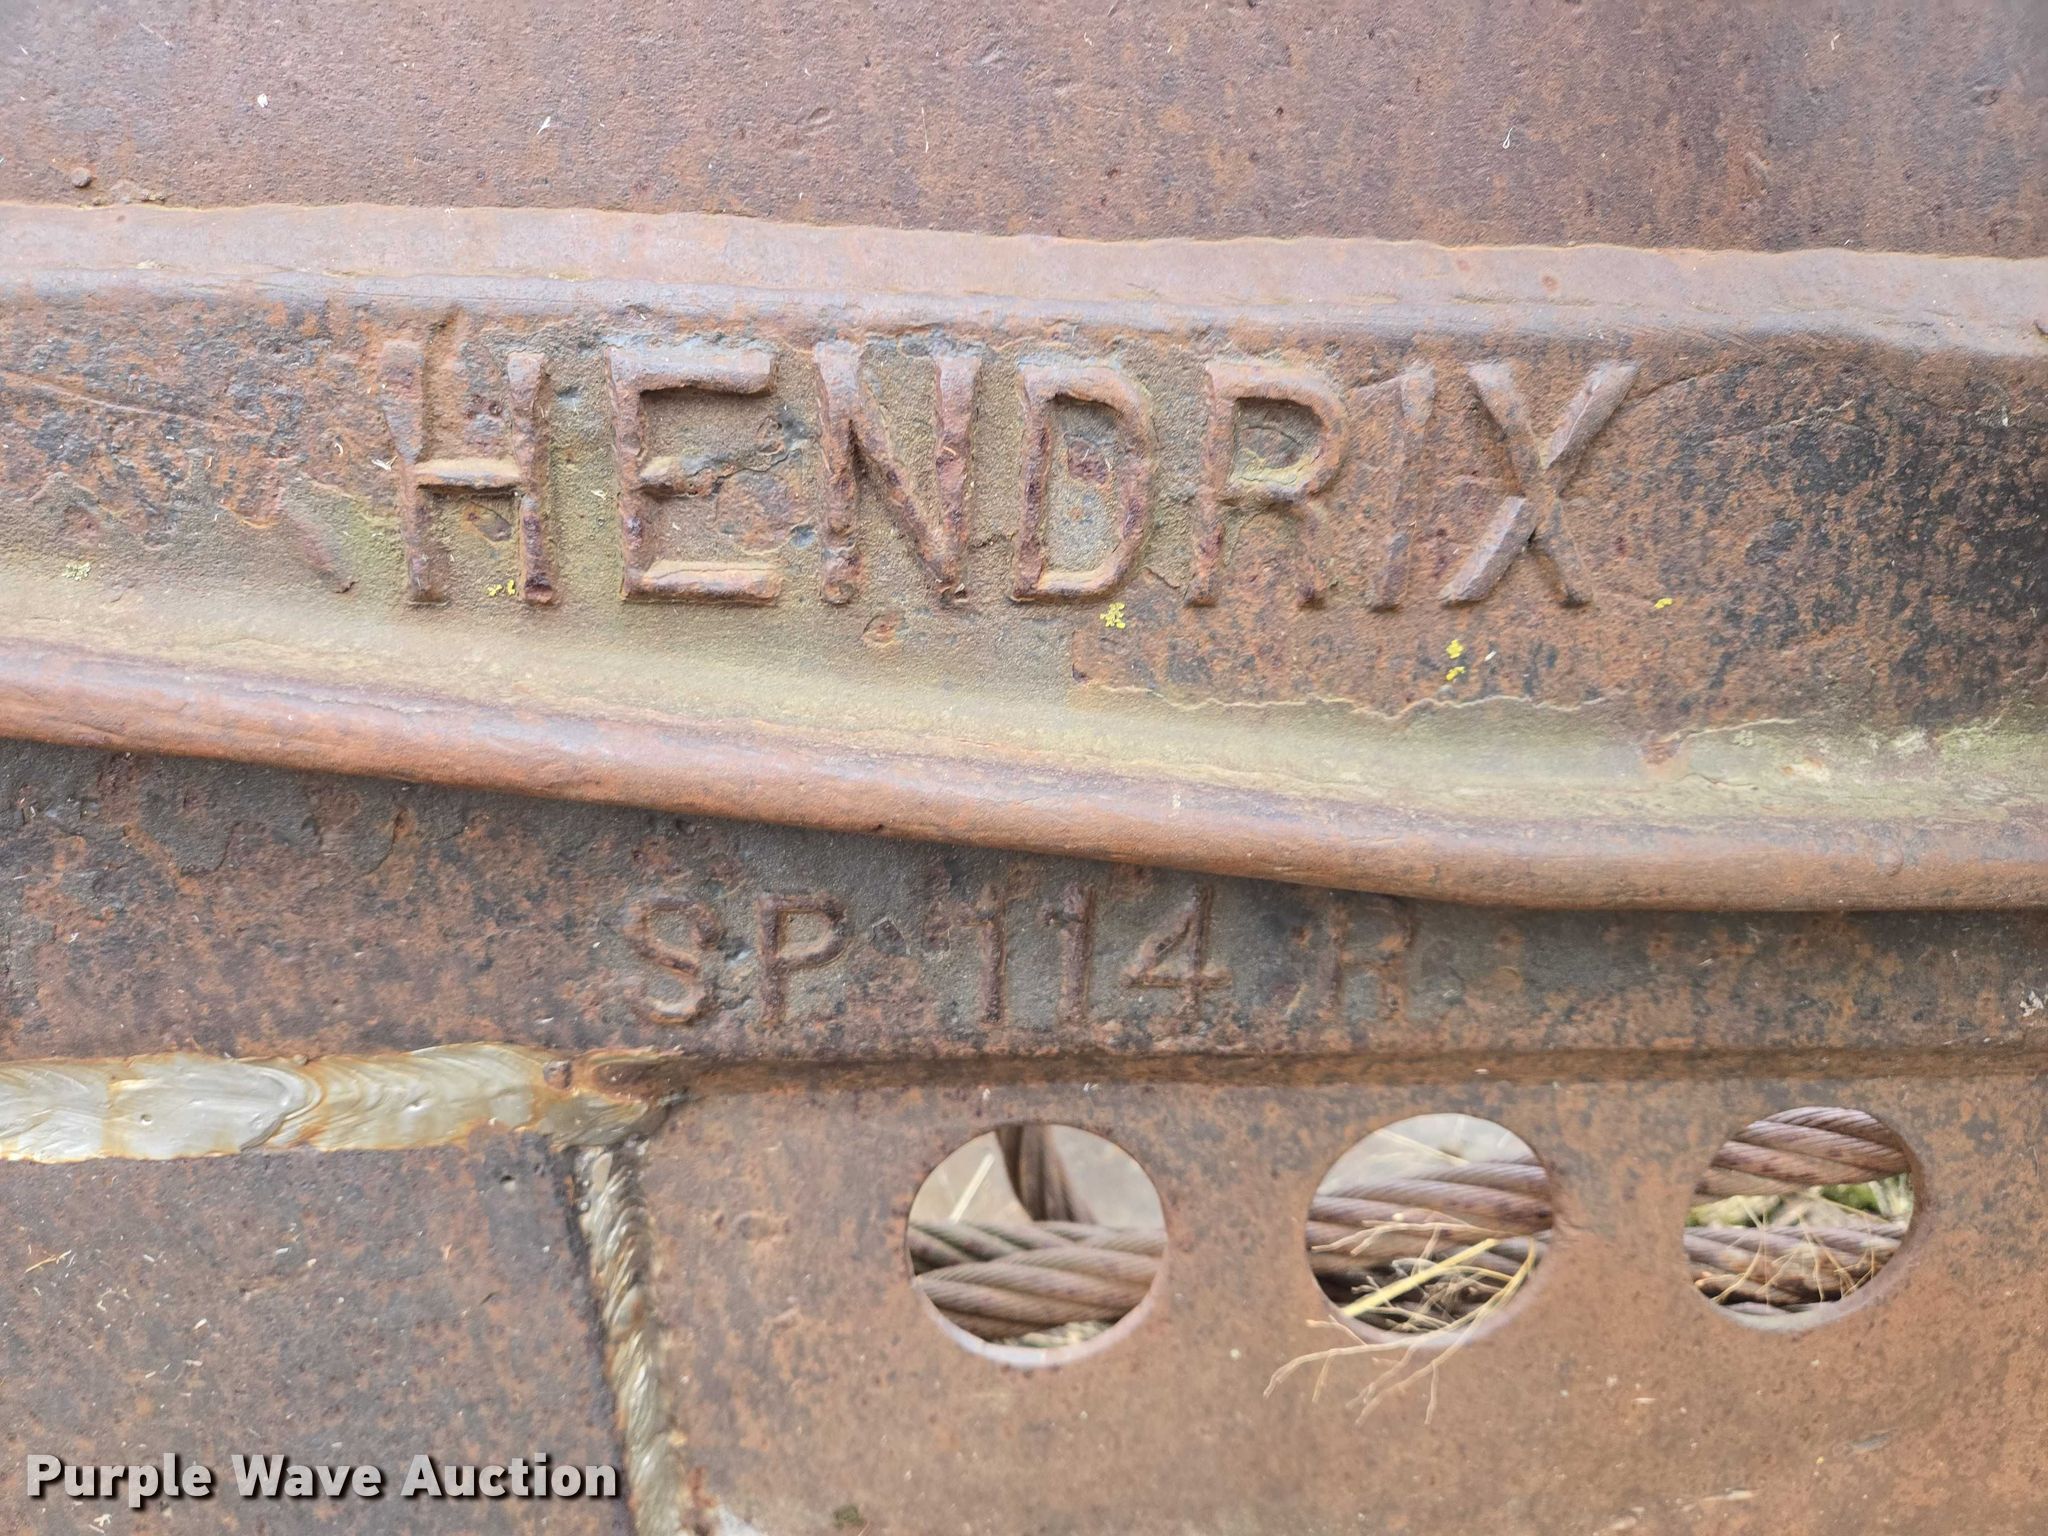 HENDRIX
SP 114 R
Purple Wave Auction